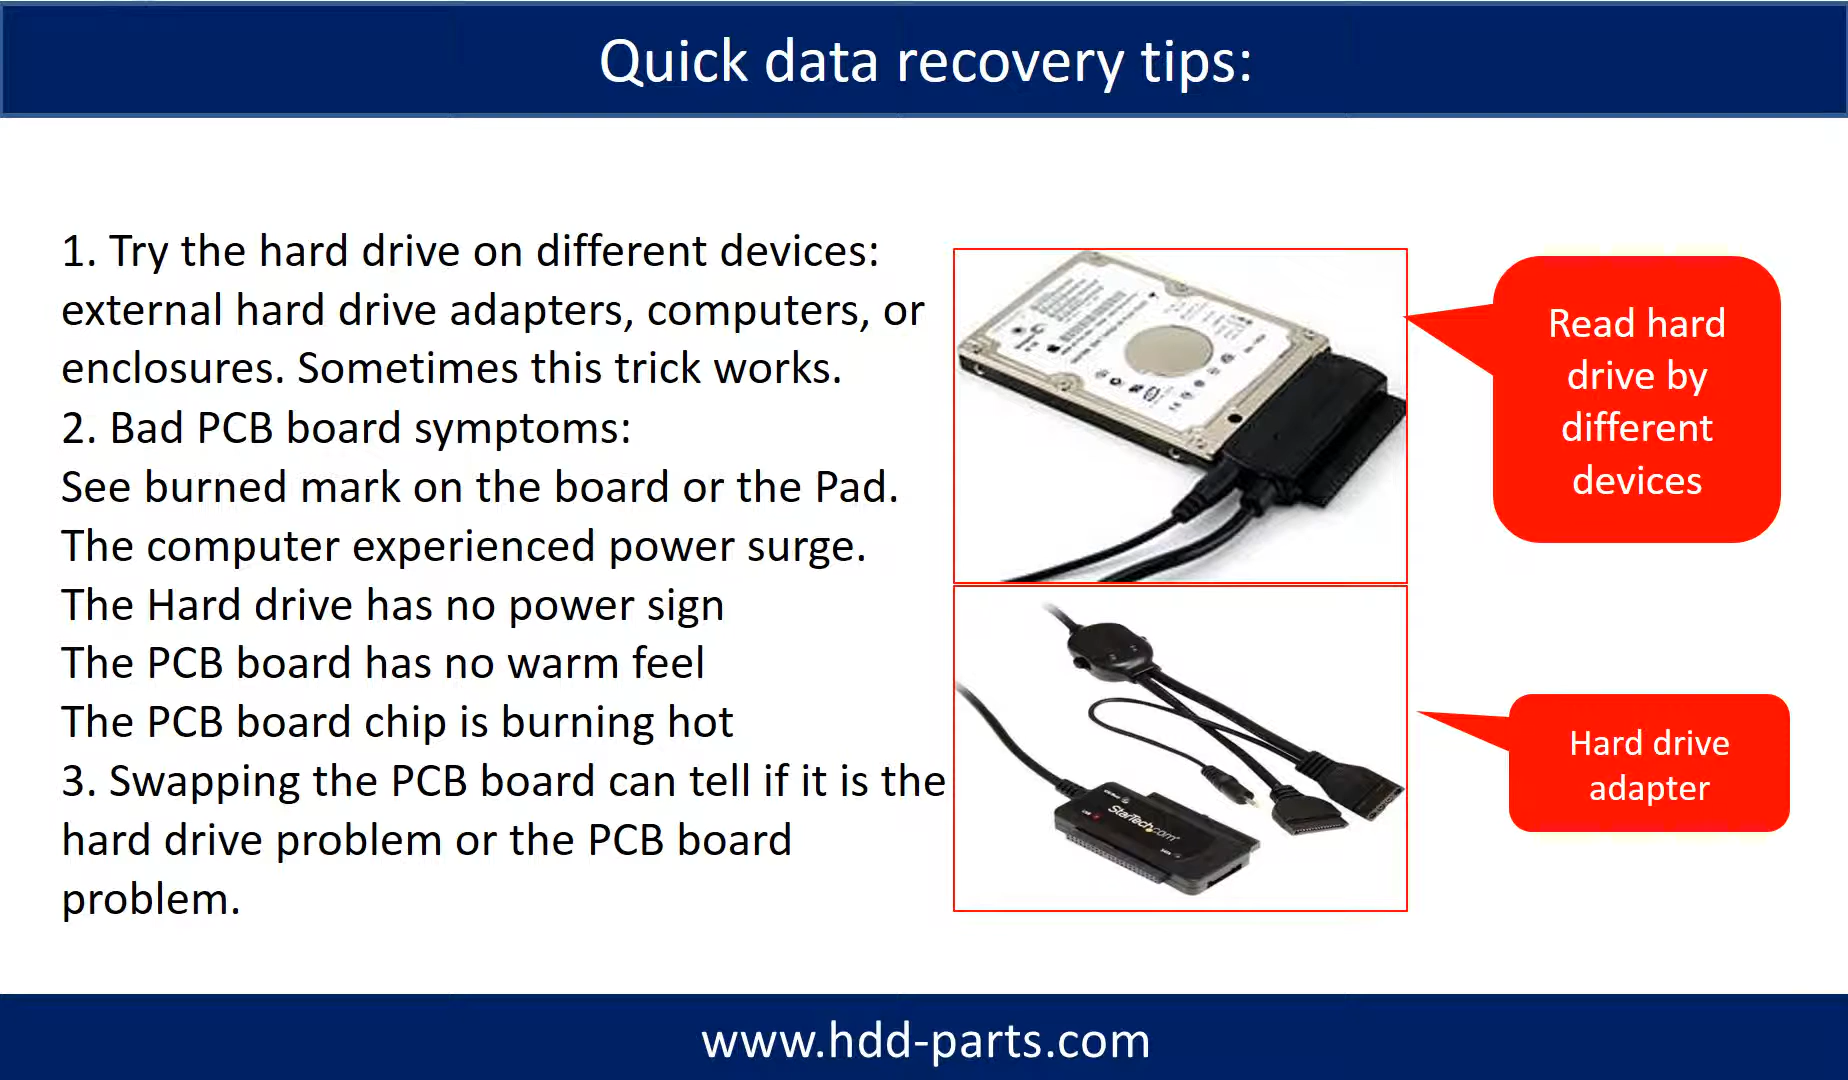 Quick data recovery tips:
1. Try the hard drive on different devices:
external hard drive adapters, computers, or
enclosures. Sometimes this trick works.
2. Bad PCB board symptoms:
See burned mark on the board or the Pad.
The computer experienced power surge.
The Hard drive has no power sign
The PCB board has no warm feel
The PCB board chip is burning hot
3. Swapping the PCB board can tell if it is the
hard drive problem or the PCB board
problem.
Read hard
drive by
different
devices
StarTech.com
Hard drive
adapter
www.hdd-parts.com